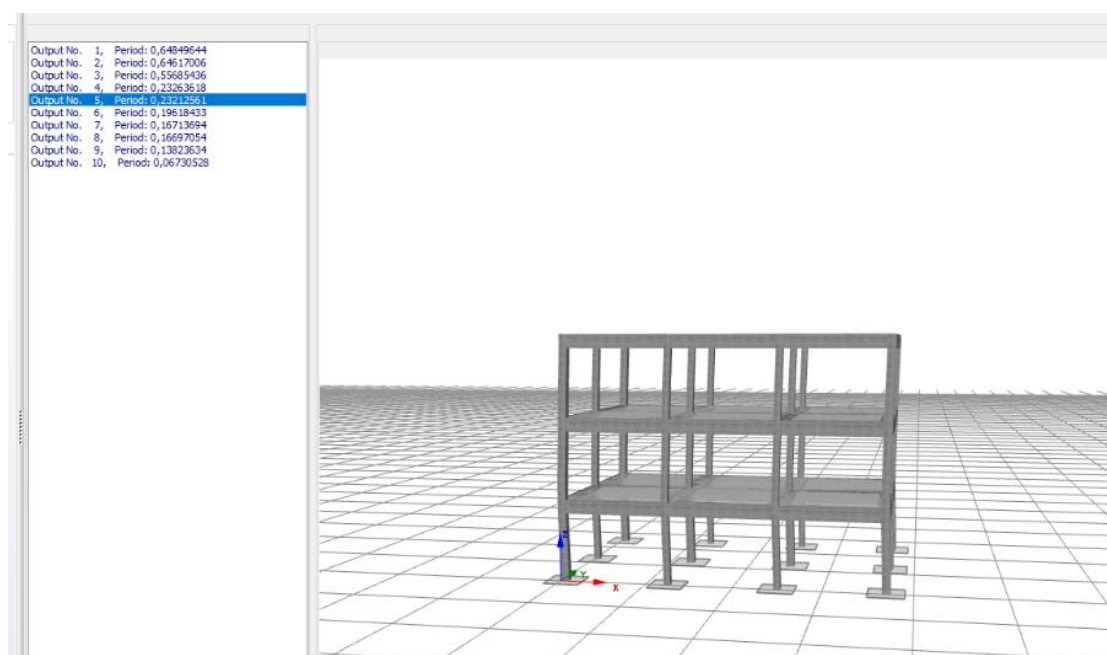 Output No. 1, Period: 0,64849644
Output No. 2, Period: 0,64617006
Output No. 3, Period: 0,55685436
Output No. 4, Period: 0,23263618
Output No. 5, Period: 0,23212561
Output No. 6, Period: 0,19618433
Output No. 7, Period: 0,16713694
Output No. 8, Period: 0,16697054
Output No. 9, Period: 0,13823634
Output No. 10, Period: 0,06730528
Z
Y
X